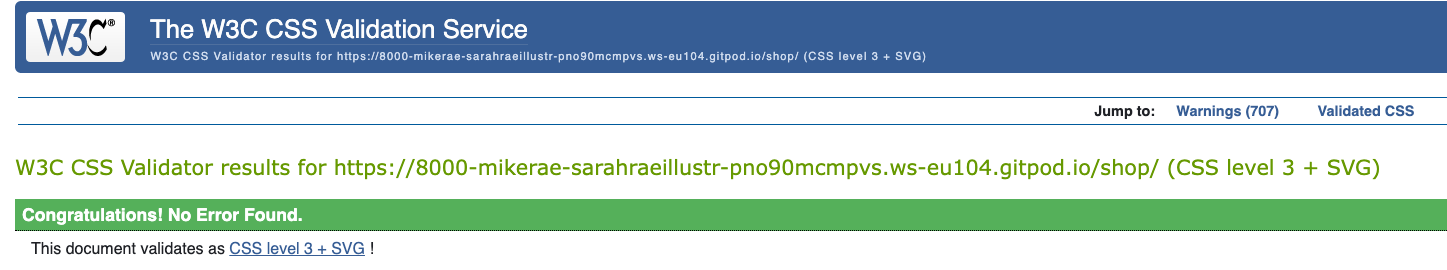 W3C®
The W3C CSS Validation Service
W3C CSS Validator results for https://8000-mikerae-sarahraeillustr-pno90mcmpvs.ws-eu104.gitpod.io/shop/ (CSS level 3 + SVG)
Jump to: Warnings (707) Validated CSS
W3C CSS Validator results for https://8000-mikerae-sarahraeillustr-pno90mcmpvs.ws-eu104.gitpod.io/shop/ (CSS level 3 + SVG)
Congratulations! No Error Found.
This document validates as CSS level 3 + SVG !